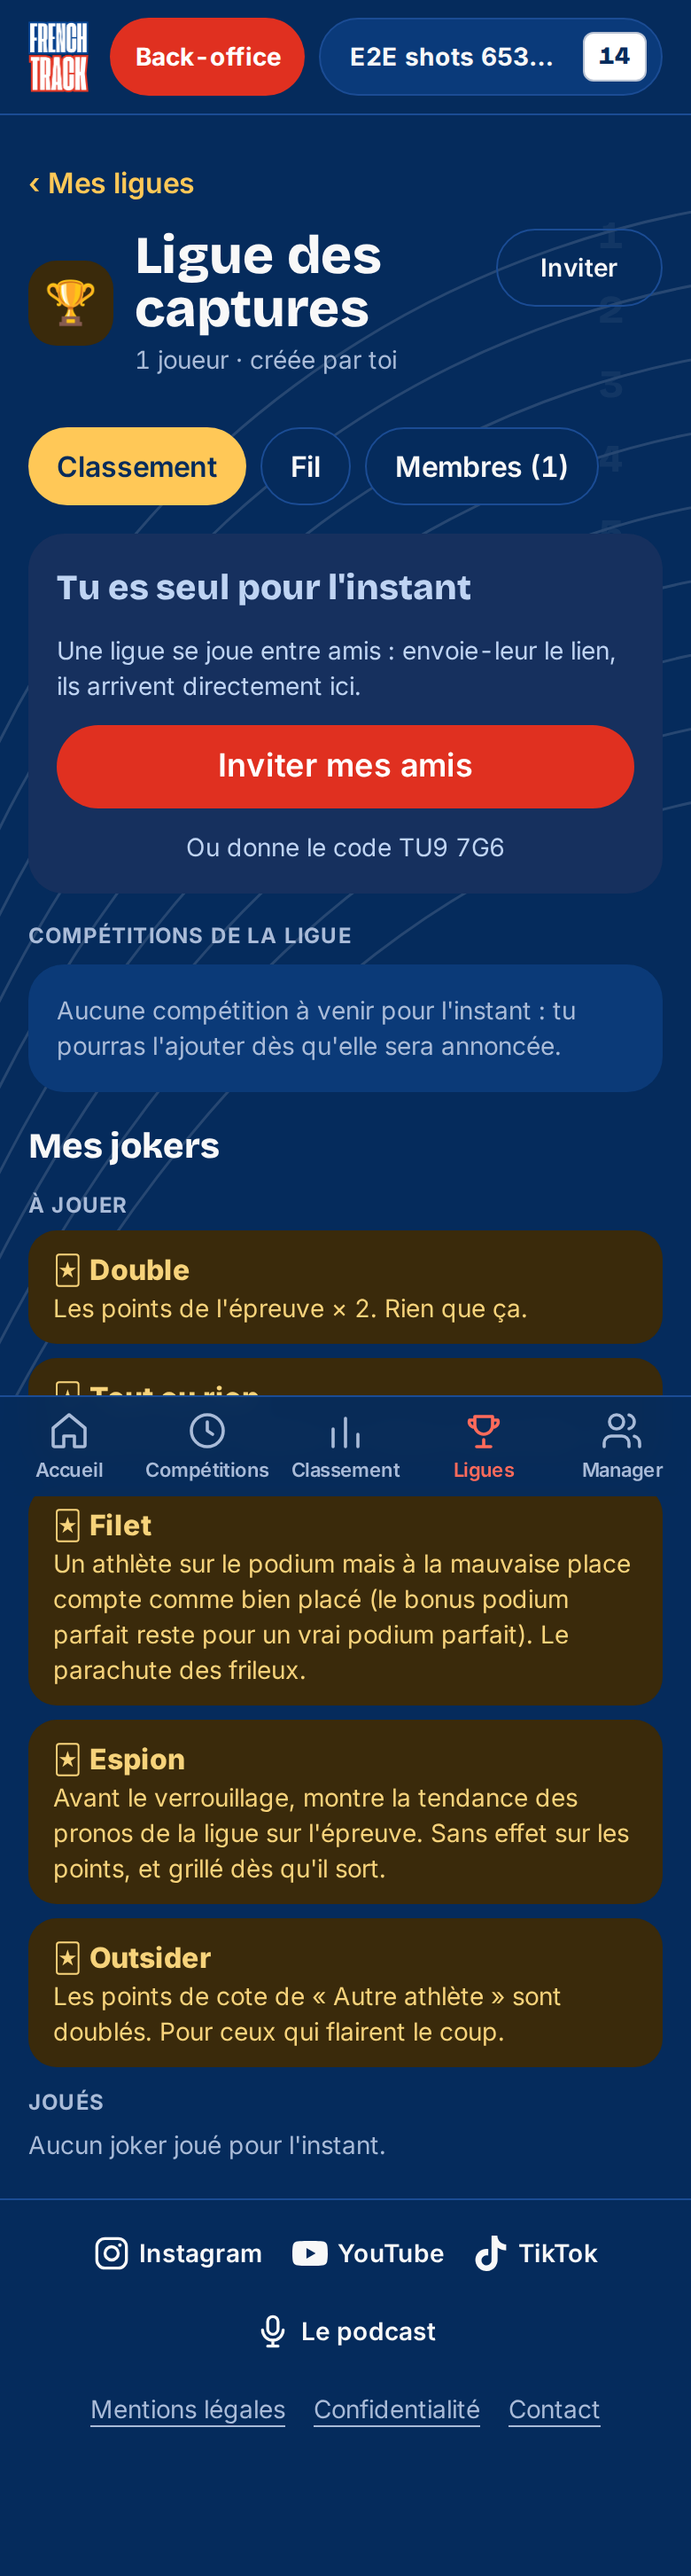 FRENCH
TRACK
Back-office
E2E shots 653...
14
‹ Mes ligues
Ligue des
captures
1 joueur · créée par toi
Inviter
1
2
3
4
5
Classement
Fil
Membres (1)
Tu es seul pour l'instant
Une ligue se joue entre amis : envoie-leur le lien,
ils arrivent directement ici.
Inviter mes amis
Ou donne le code TU9 7G6
COMPÉTITIONS DE LA LIGUE
Aucune compétition à venir pour l'instant : tu
pourras l'ajouter dès qu'elle sera annoncée.
Mes jokers
À JOUER
Double
Les points de l'épreuve × 2. Rien que ça.
Tout ou rien
Accueil
Compétitions
Classement
Ligues
Manager
Filet
Un athlète sur le podium mais à la mauvaise place
compte comme bien placé (le bonus podium
parfait reste pour un vrai podium parfait). Le
parachute des frileux.
Espion
Avant le verrouillage, montre la tendance des
pronos de la ligue sur l'épreuve. Sans effet sur les
points, et grillé dès qu'il sort.
Outsider
Les points de cote de « Autre athlète » sont
doublés. Pour ceux qui flairent le coup.
JOUÉS
Aucun joker joué pour l'instant.
Instagram
YouTube
TikTok
Le podcast
Mentions légales
Confidentialité
Contact